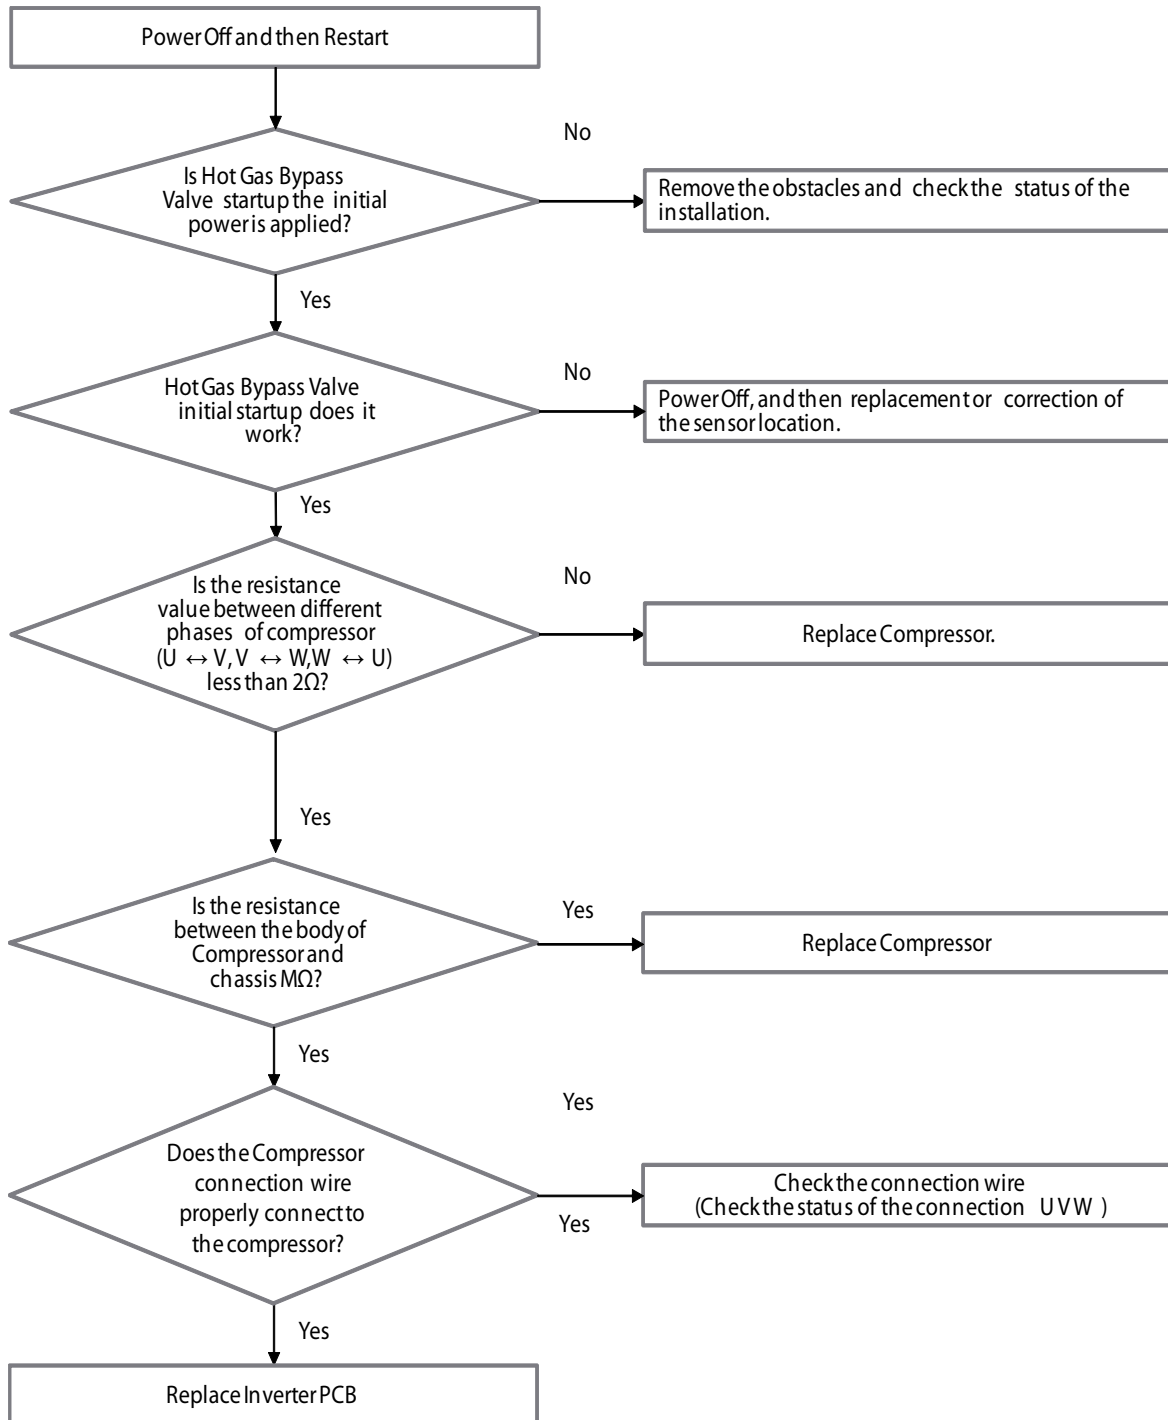 Power Off and then Restart
No
Is Hot Gas Bypass
Valve startup the initial
power is applied?
Remove the obstacles and check the status of the
installation.
Yes
No
Hot Gas Bypass Valve
initial startup does it
work?
Power Off, and then replacement or correction of
the sensor location.
Yes
No
Is the resistance
value between different
phases of compressor
(U ↔ V, V ↔ W, W ↔ U)
less than 2Ω?
Replace Compressor.
Yes
Yes
Is the resistance
between the body of
Compressor and
chassis MΩ?
Replace Compressor
Yes
Yes
Does the Compressor
connection wire
properly connect to
the compressor?
Check the connection wire
(Check the status of the connection U V W )
Yes
Yes
Replace Inverter PCB